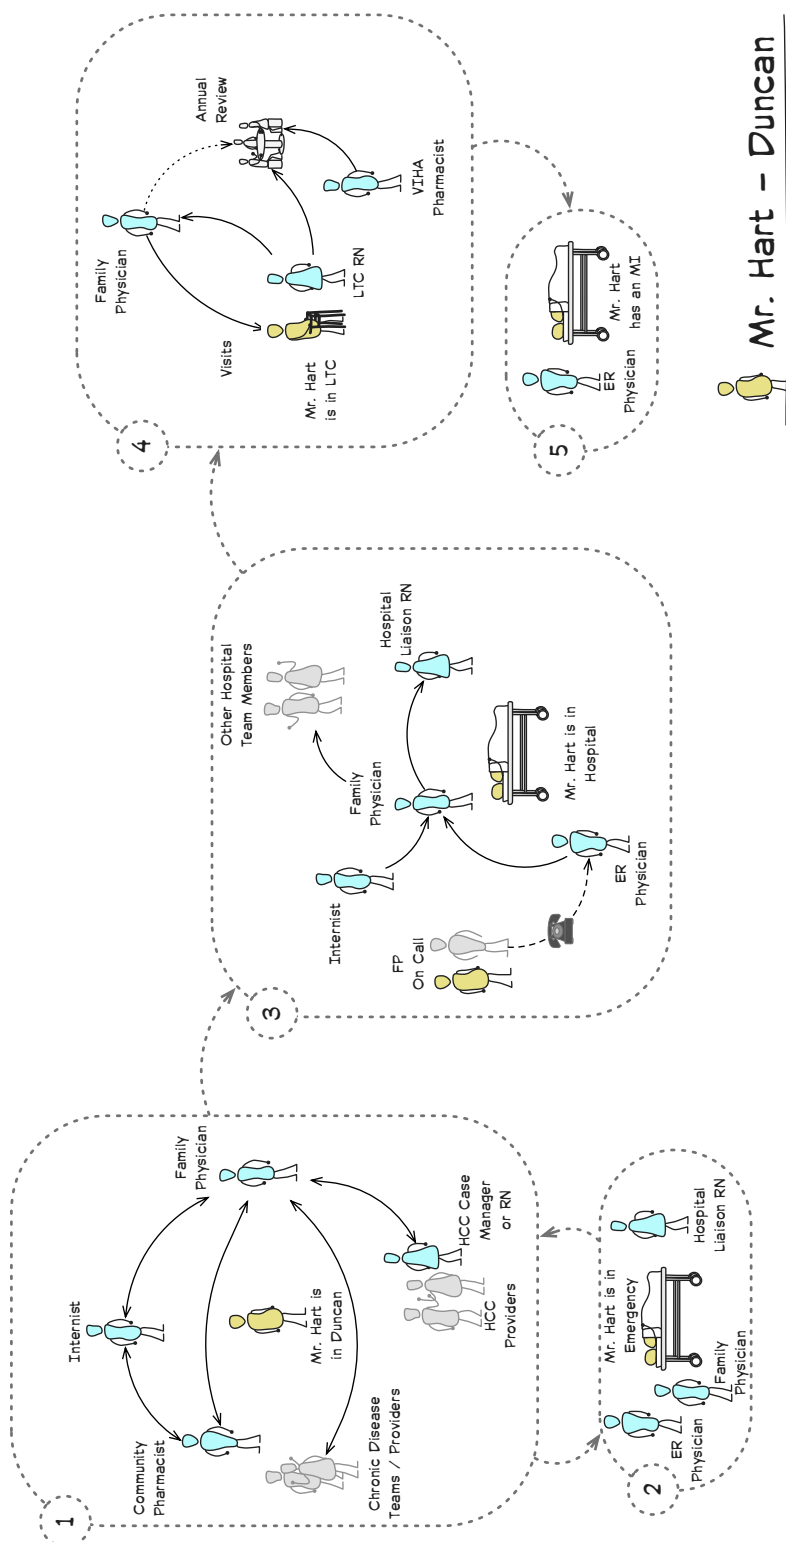 1
Internist
Family
Physician
Community
Pharmacist
Mr. Hart is
in Duncan
Chronic Disease
Teams / Providers
HCC
Providers
HCC Case
Manager
or RN
2
ER
Physician
Family
Physician
Mr. Hart is in
Emergency
Hospital
Liaison RN
3
Internist
FP
On Call
ER
Physician
Family
Physician
Other Hospital
Team Members
Hospital
Liaison RN
Mr. Hart is in
Hospital
4
Family
Physician
Annual
Review
Visits
Mr. Hart
is in LTC
LTC RN
VIHA
Pharmacist
5
ER
Physician
Mr. Hart
has an MI
Mr. Hart – Duncan